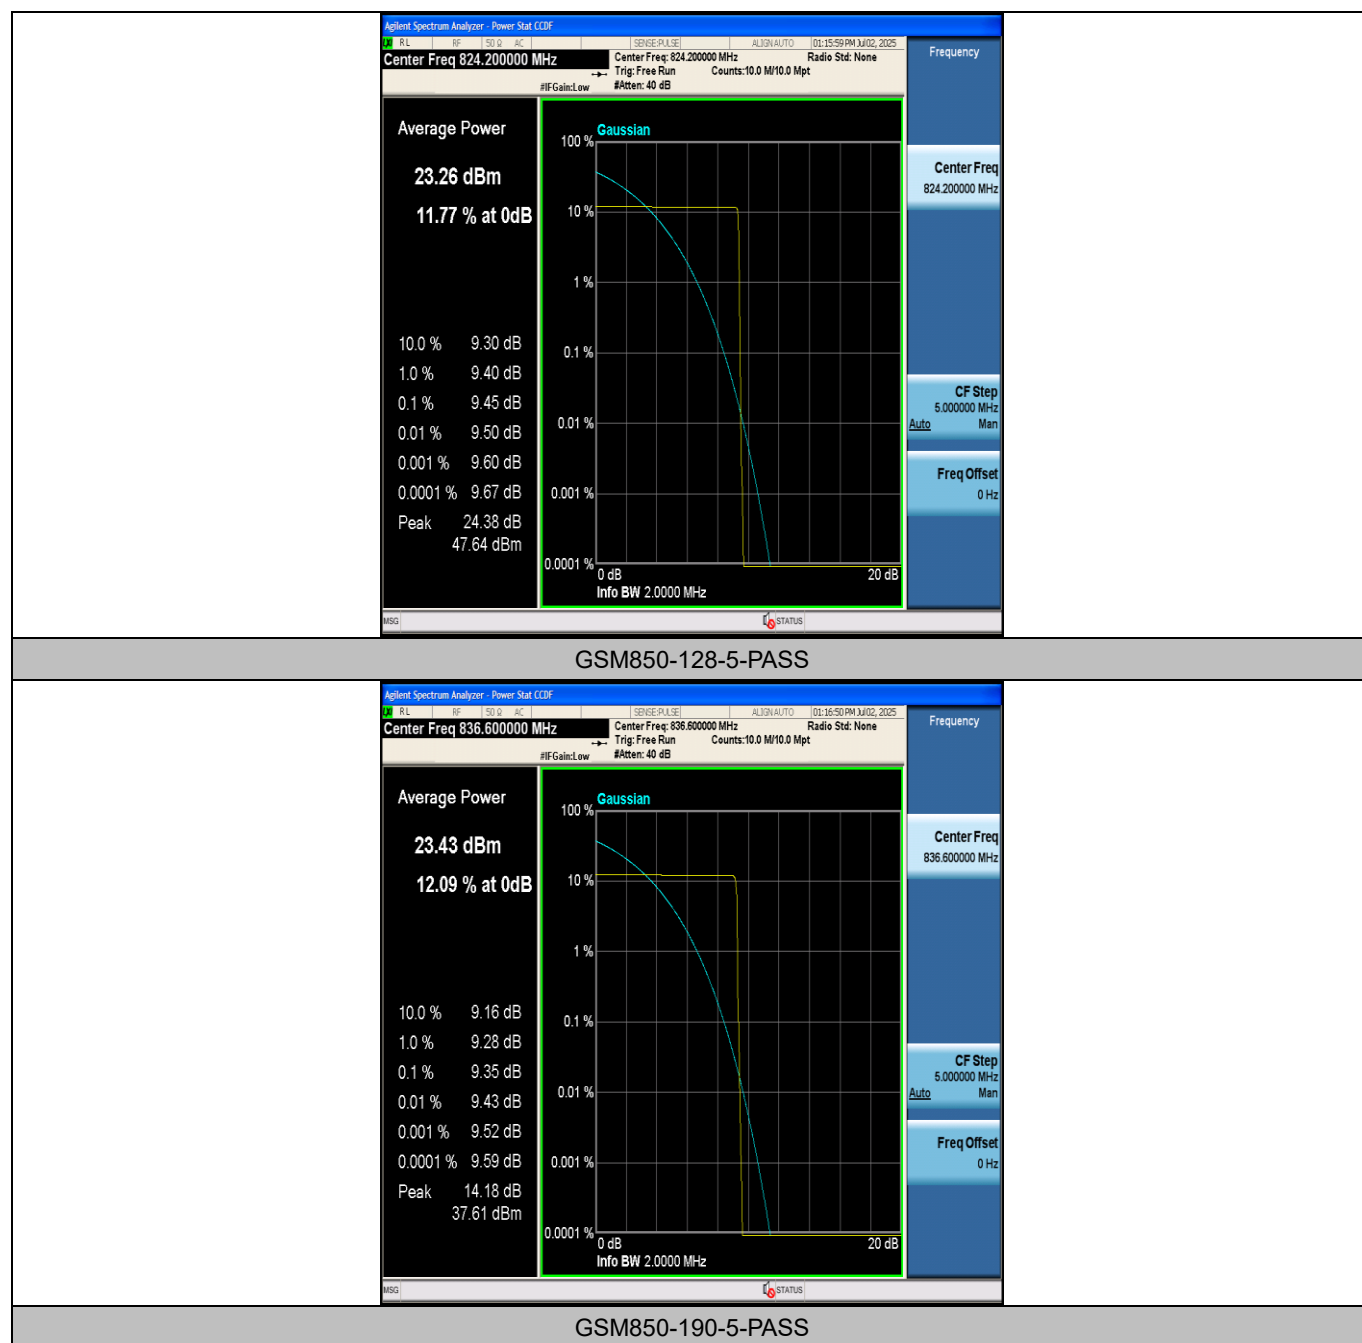 Agilent Spectrum Analyzer - Power Stat CCDF
RL RF 50 Ω AC SENSE:PULSE ALIGN AUTO 01:15:59 PM Jul 02, 2025
Center Freq 824.200000 MHz
Center Freq: 824.200000 MHz Radio Std: None
Trig: Free Run Counts:10.0 M/10.0 Mpt
#IFGain:Low #Atten: 40 dB
Frequency
Average Power
23.26 dBm
11.77 % at 0dB
10.0 % 9.30 dB
1.0 % 9.40 dB
0.1 % 9.45 dB
0.01 % 9.50 dB
0.001 % 9.60 dB
0.0001 % 9.67 dB
Peak 24.38 dB
47.64 dBm
Gaussian
100 %
10 %
1 %
0.1 %
0.01 %
0.001 %
0.0001 %
0 dB 20 dB
Info BW 2.0000 MHz
Center Freq
824.200000 MHz
CF Step
5.000000 MHz
Auto Man
Freq Offset
0 Hz
MSG STATUS
GSM850-128-5-PASS
Agilent Spectrum Analyzer - Power Stat CCDF
RL RF 50 Ω AC SENSE:PULSE ALIGN AUTO 01:16:50 PM Jul 02, 2025
Center Freq 836.600000 MHz
Center Freq: 836.600000 MHz Radio Std: None
Trig: Free Run Counts:10.0 M/10.0 Mpt
#IFGain:Low #Atten: 40 dB
Frequency
Average Power
23.43 dBm
12.09 % at 0dB
10.0 % 9.16 dB
1.0 % 9.28 dB
0.1 % 9.35 dB
0.01 % 9.43 dB
0.001 % 9.52 dB
0.0001 % 9.59 dB
Peak 14.18 dB
37.61 dBm
Gaussian
100 %
10 %
1 %
0.1 %
0.01 %
0.001 %
0.0001 %
0 dB 20 dB
Info BW 2.0000 MHz
Center Freq
836.600000 MHz
CF Step
5.000000 MHz
Auto Man
Freq Offset
0 Hz
MSG STATUS
GSM850-190-5-PASS